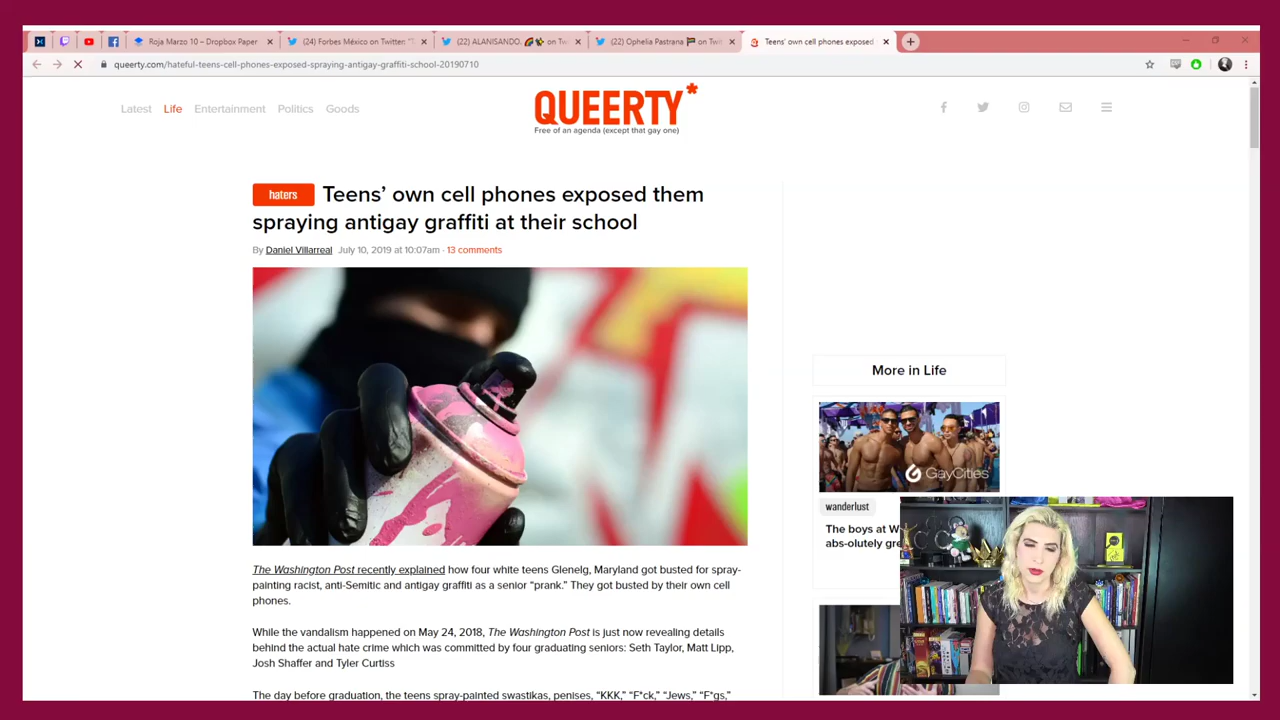 Roja Marzo 10 – Dropbox Paper
(24) Forbes México on Twitter: "
(22) ALANISANDO. 🌈 on Tw
(22) Ophelia Pastrana 🏴 on Twit
Teens' own cell phones exposed
queerty.com/hateful-teens-cell-phones-exposed-spraying-antigay-graffiti-school-20190710
Latest Life Entertainment Politics Goods
QUEERTY*
Free of an agenda (except that gay one)
haters Teens’ own cell phones exposed them
spraying antigay graffiti at their school
By Daniel Villarreal July 10, 2019 at 10:07am · 13 comments
The Washington Post recently explained how four white teens Glenelg, Maryland got busted for spray-
painting racist, anti-Semitic and antigay graffiti as a senior “prank.” They got busted by their own cell
phones.
While the vandalism happened on May 24, 2018, The Washington Post is just now revealing details
behind the actual hate crime which was committed by four graduating seniors: Seth Taylor, Matt Lipp,
Josh Shaffer and Tyler Curtiss
The day before graduation, the teens spray-painted swastikas, penises, “KKK,” “F*ck,” “Jews,” “F*gs,”
More in Life
GayCities
wanderlust
The boys at W
abs-olutely gre